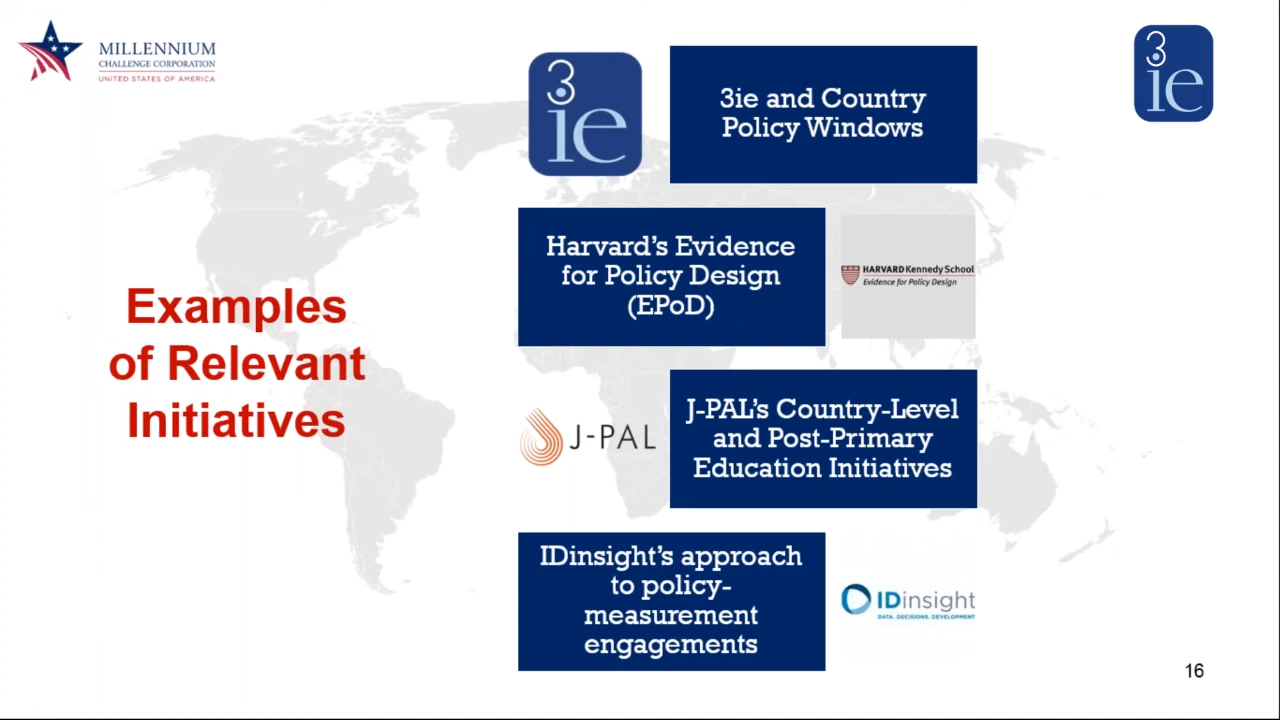 MILLENNIUM
CHALLENGE CORPORATION
UNITED STATES OF AMERICA
3
ie
3ie and Country
Policy Windows
3
ie
Harvard's Evidence
for Policy Design
(EPoD)
HARVARD Kennedy School
Evidence for Policy Design
Examples
of Relevant
Initiatives
J-PAL
J-PAL's Country-Level
and Post-Primary
Education Initiatives
IDinsight's approach
to policy-
measurement
engagements
IDinsight
DATA. DECISIONS. DEVELOPMENT
16